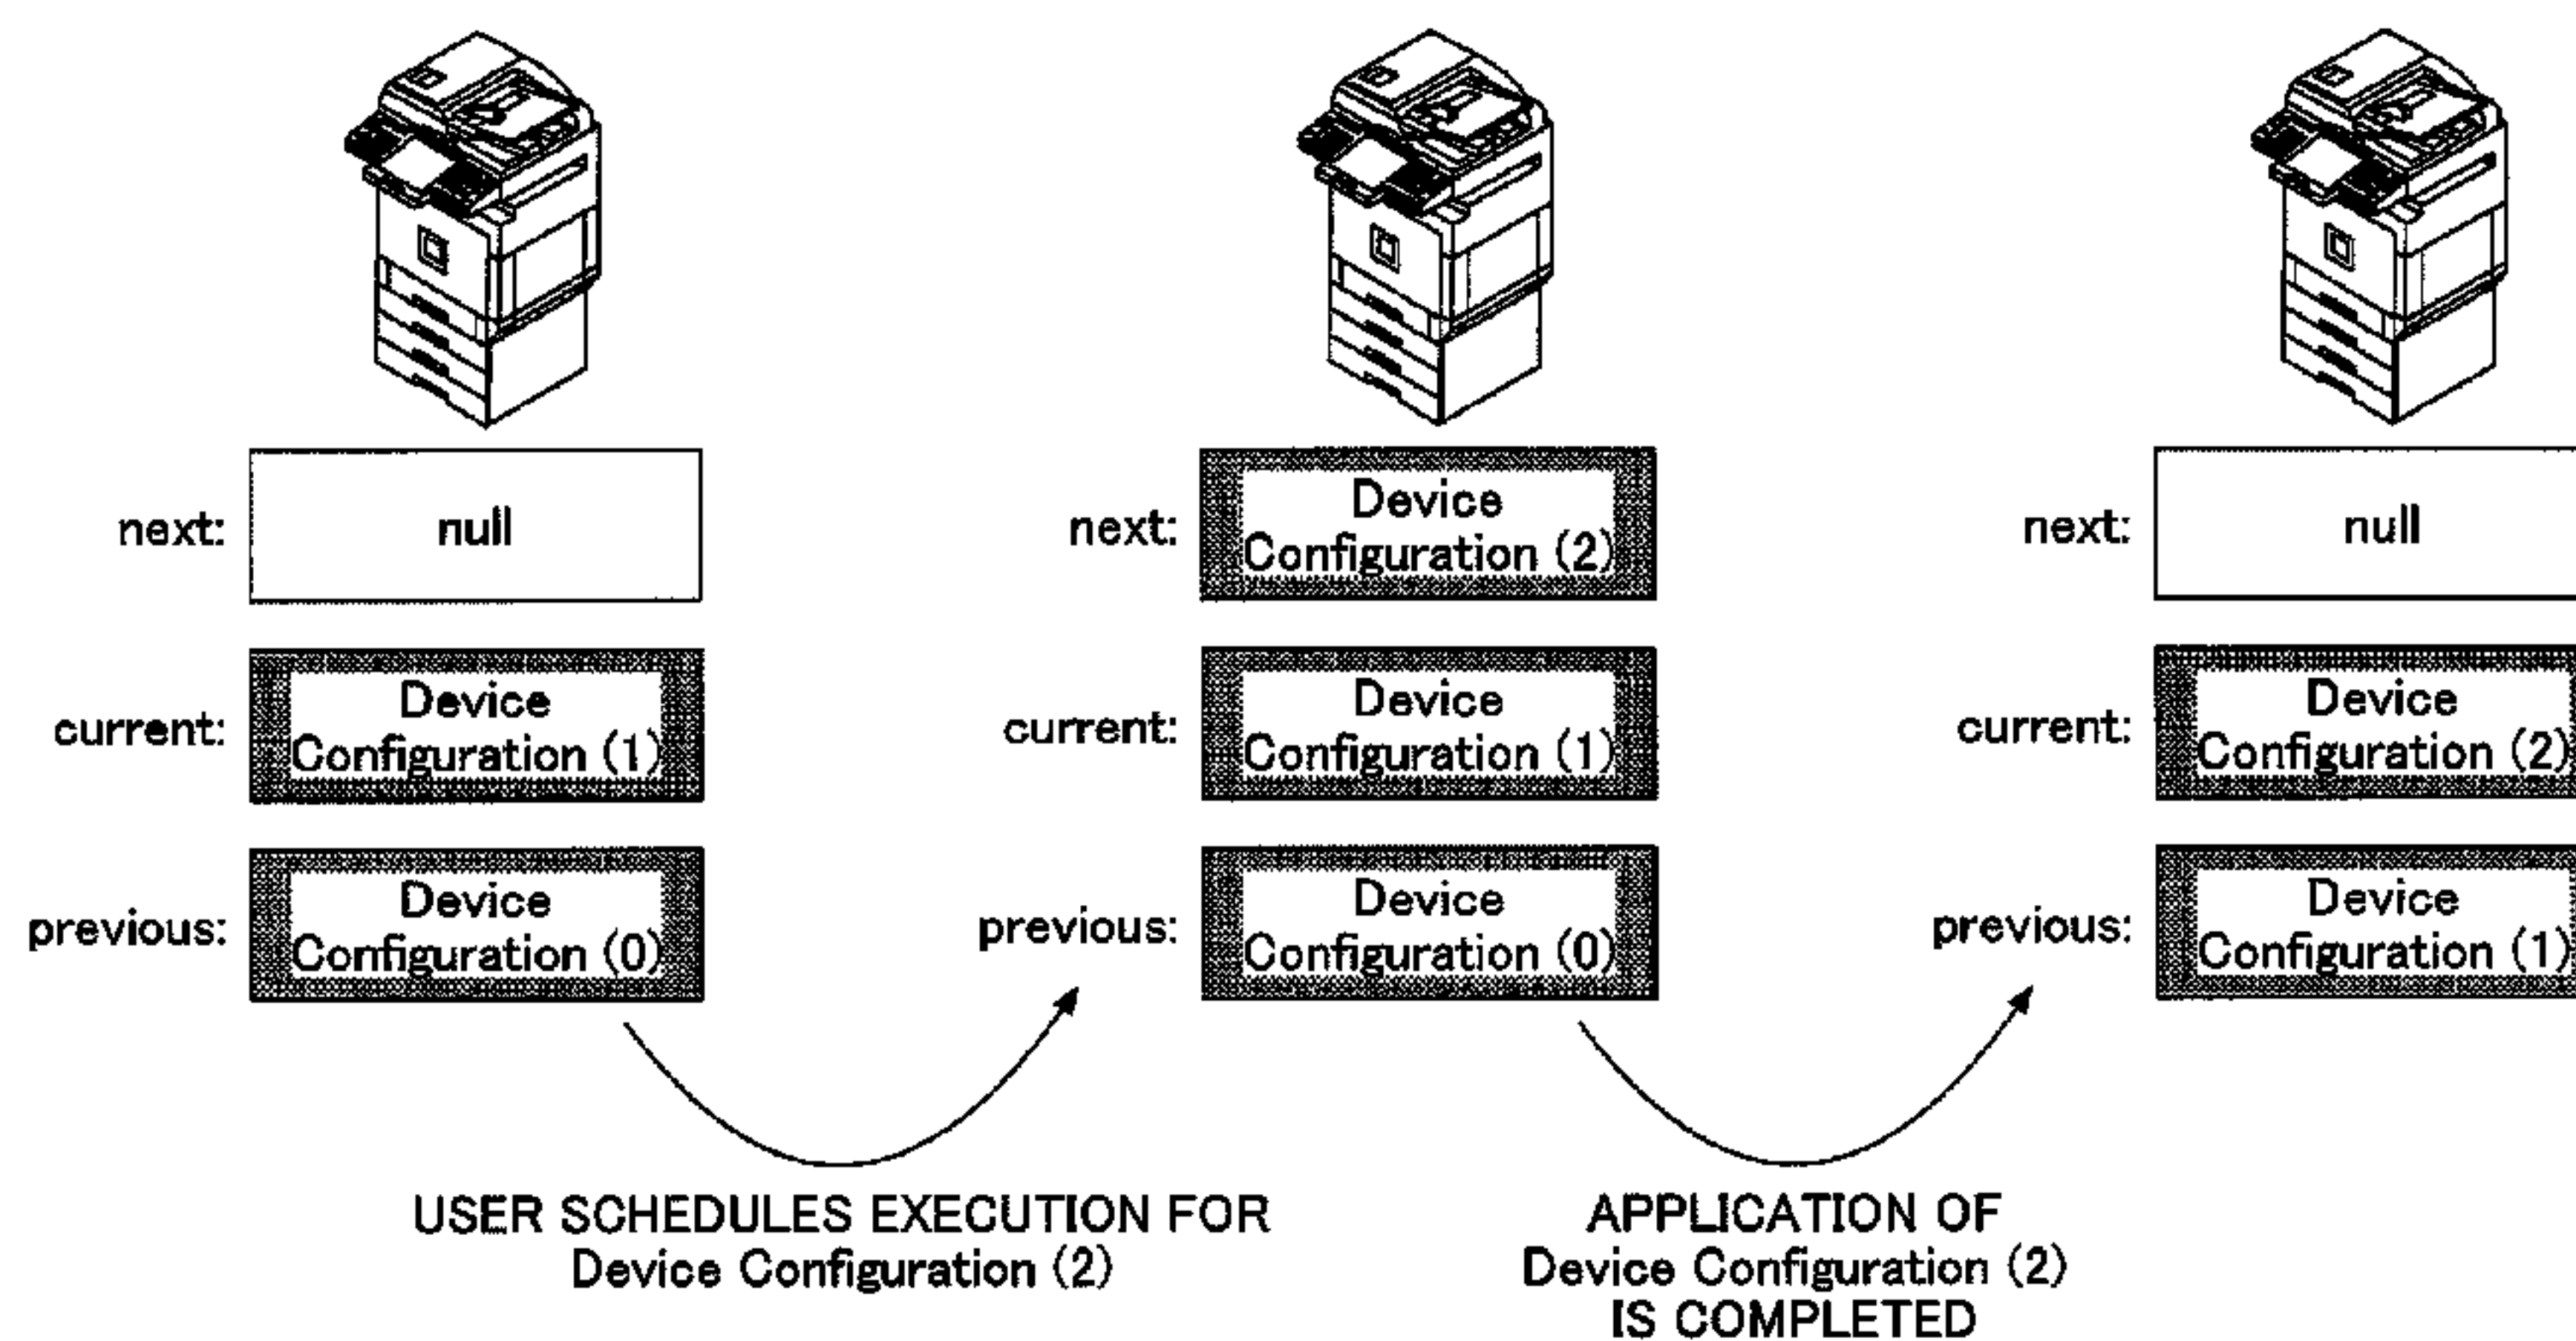 next: null
current: Device
Configuration (1)
previous: Device
Configuration (0)
USER SCHEDULES EXECUTION FOR
Device Configuration (2)
next: Device
Configuration (2)
current: Device
Configuration (1)
previous: Device
Configuration (0)
APPLICATION OF
Device Configuration (2)
IS COMPLETED
next: null
current: Device
Configuration (2)
previous: Device
Configuration (1)